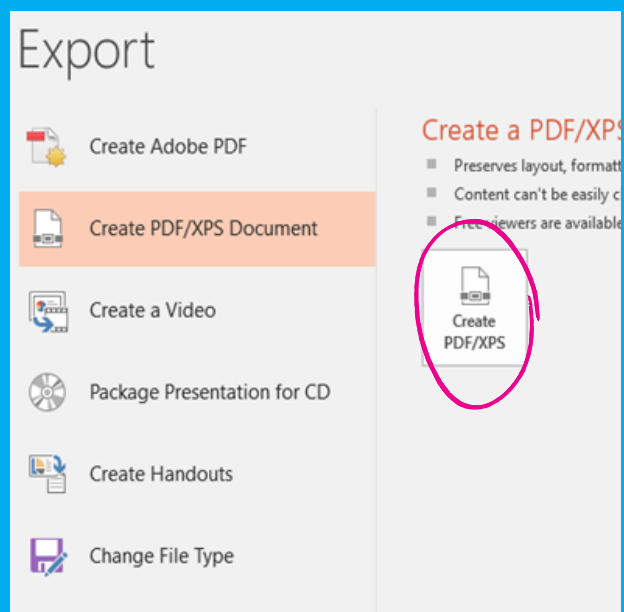 Export
Create Adobe PDF
Create PDF/XPS Document
Create a Video
Package Presentation for CD
Create Handouts
Change File Type
Create a PDF/XPS
Preserves layout, formatt
Content can't be easily c
Free viewers are available
Create
PDF/XPS